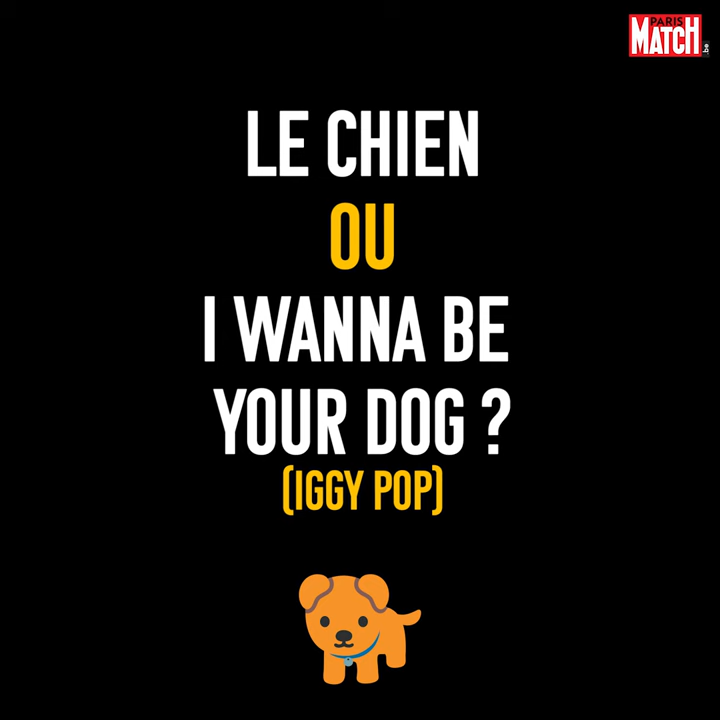 PARIS
MATCH
.be
LE CHIEN
OU
I WANNA BE
YOUR DOG ?
(IGGY POP)